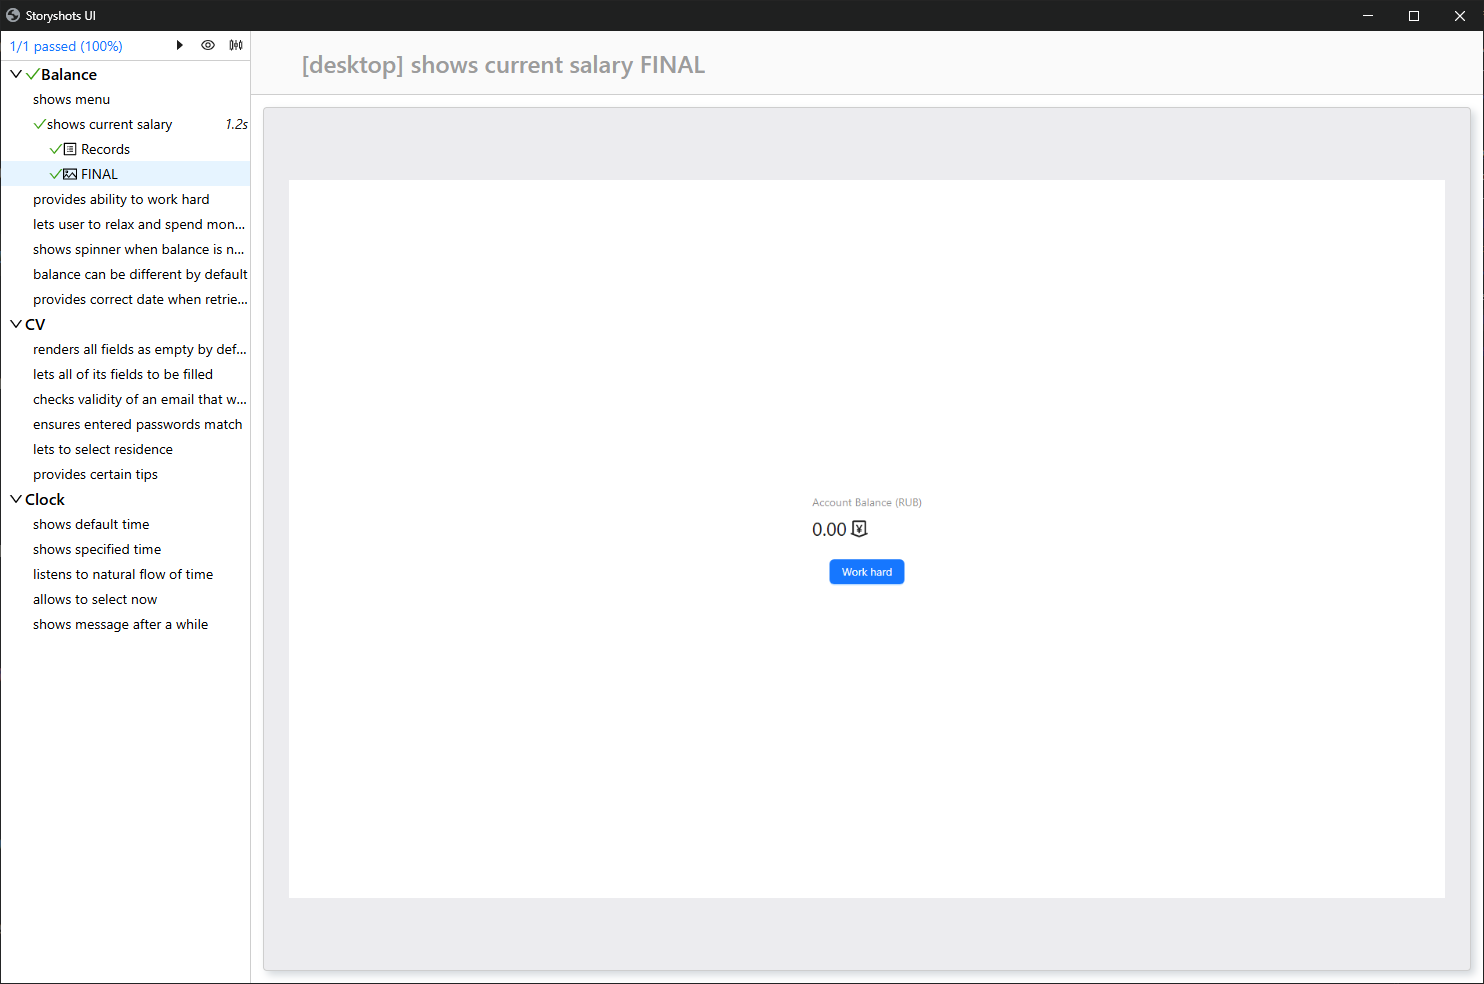 Storyshots UI
1/1 passed (100%)
[desktop] shows current salary FINAL
Balance
shows menu
shows current salary 1.2s
Records
FINAL
provides ability to work hard
lets user to relax and spend mon...
shows spinner when balance is n...
balance can be different by default
provides correct date when retrie...
CV
renders all fields as empty by def...
lets all of its fields to be filled
checks validity of an email that w...
ensures entered passwords match
lets to select residence
provides certain tips
Clock
shows default time
shows specified time
listens to natural flow of time
allows to select now
shows message after a while
Account Balance (RUB)
0.00 ¥
Work hard